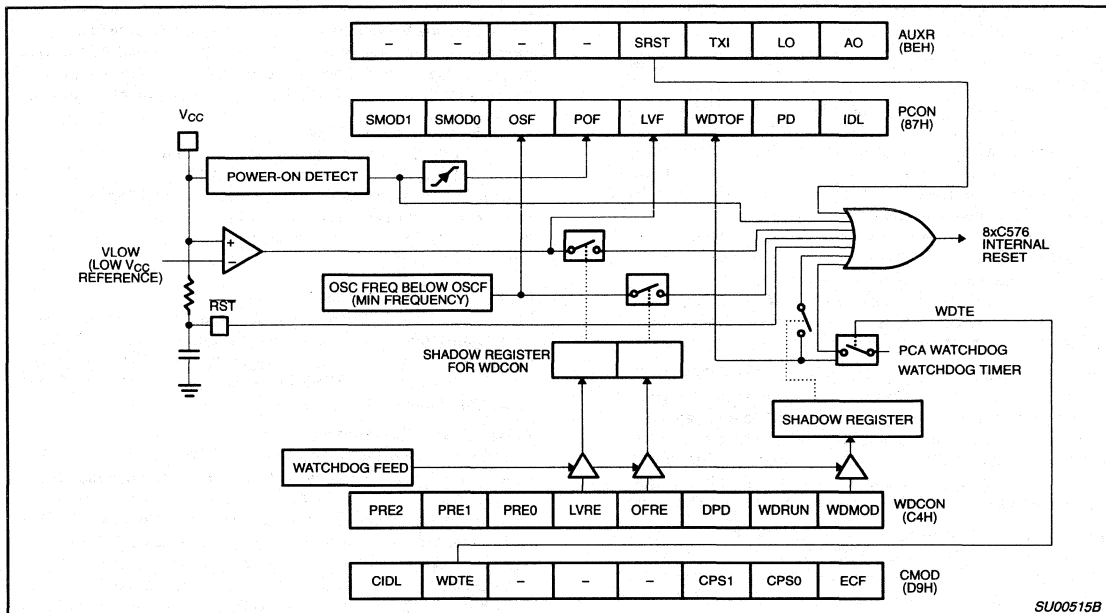 – – – – SRST TXI LO AO
AUXR
(BEH)
SMOD1 SMOD0 OSF POF LVF WDTOF PD IDL
PCON
(87H)
VCC
POWER-ON DETECT
VLOW
(LOW VCC
REFERENCE)
+
–
8xC576
INTERNAL
RESET
OSC FREQ BELOW OSCF
(MIN FREQUENCY)
RST
WDTE
SHADOW REGISTER
FOR WDCON
PCA WATCHDOG
WATCHDOG TIMER
SHADOW REGISTER
WATCHDOG FEED
PRE2 PRE1 PRE0 LVRE OFRE DPD WDRUN WDMOD
WDCON
(C4H)
CIDL WDTE – – – CPS1 CPS0 ECF
CMOD
(D9H)
SU00515B